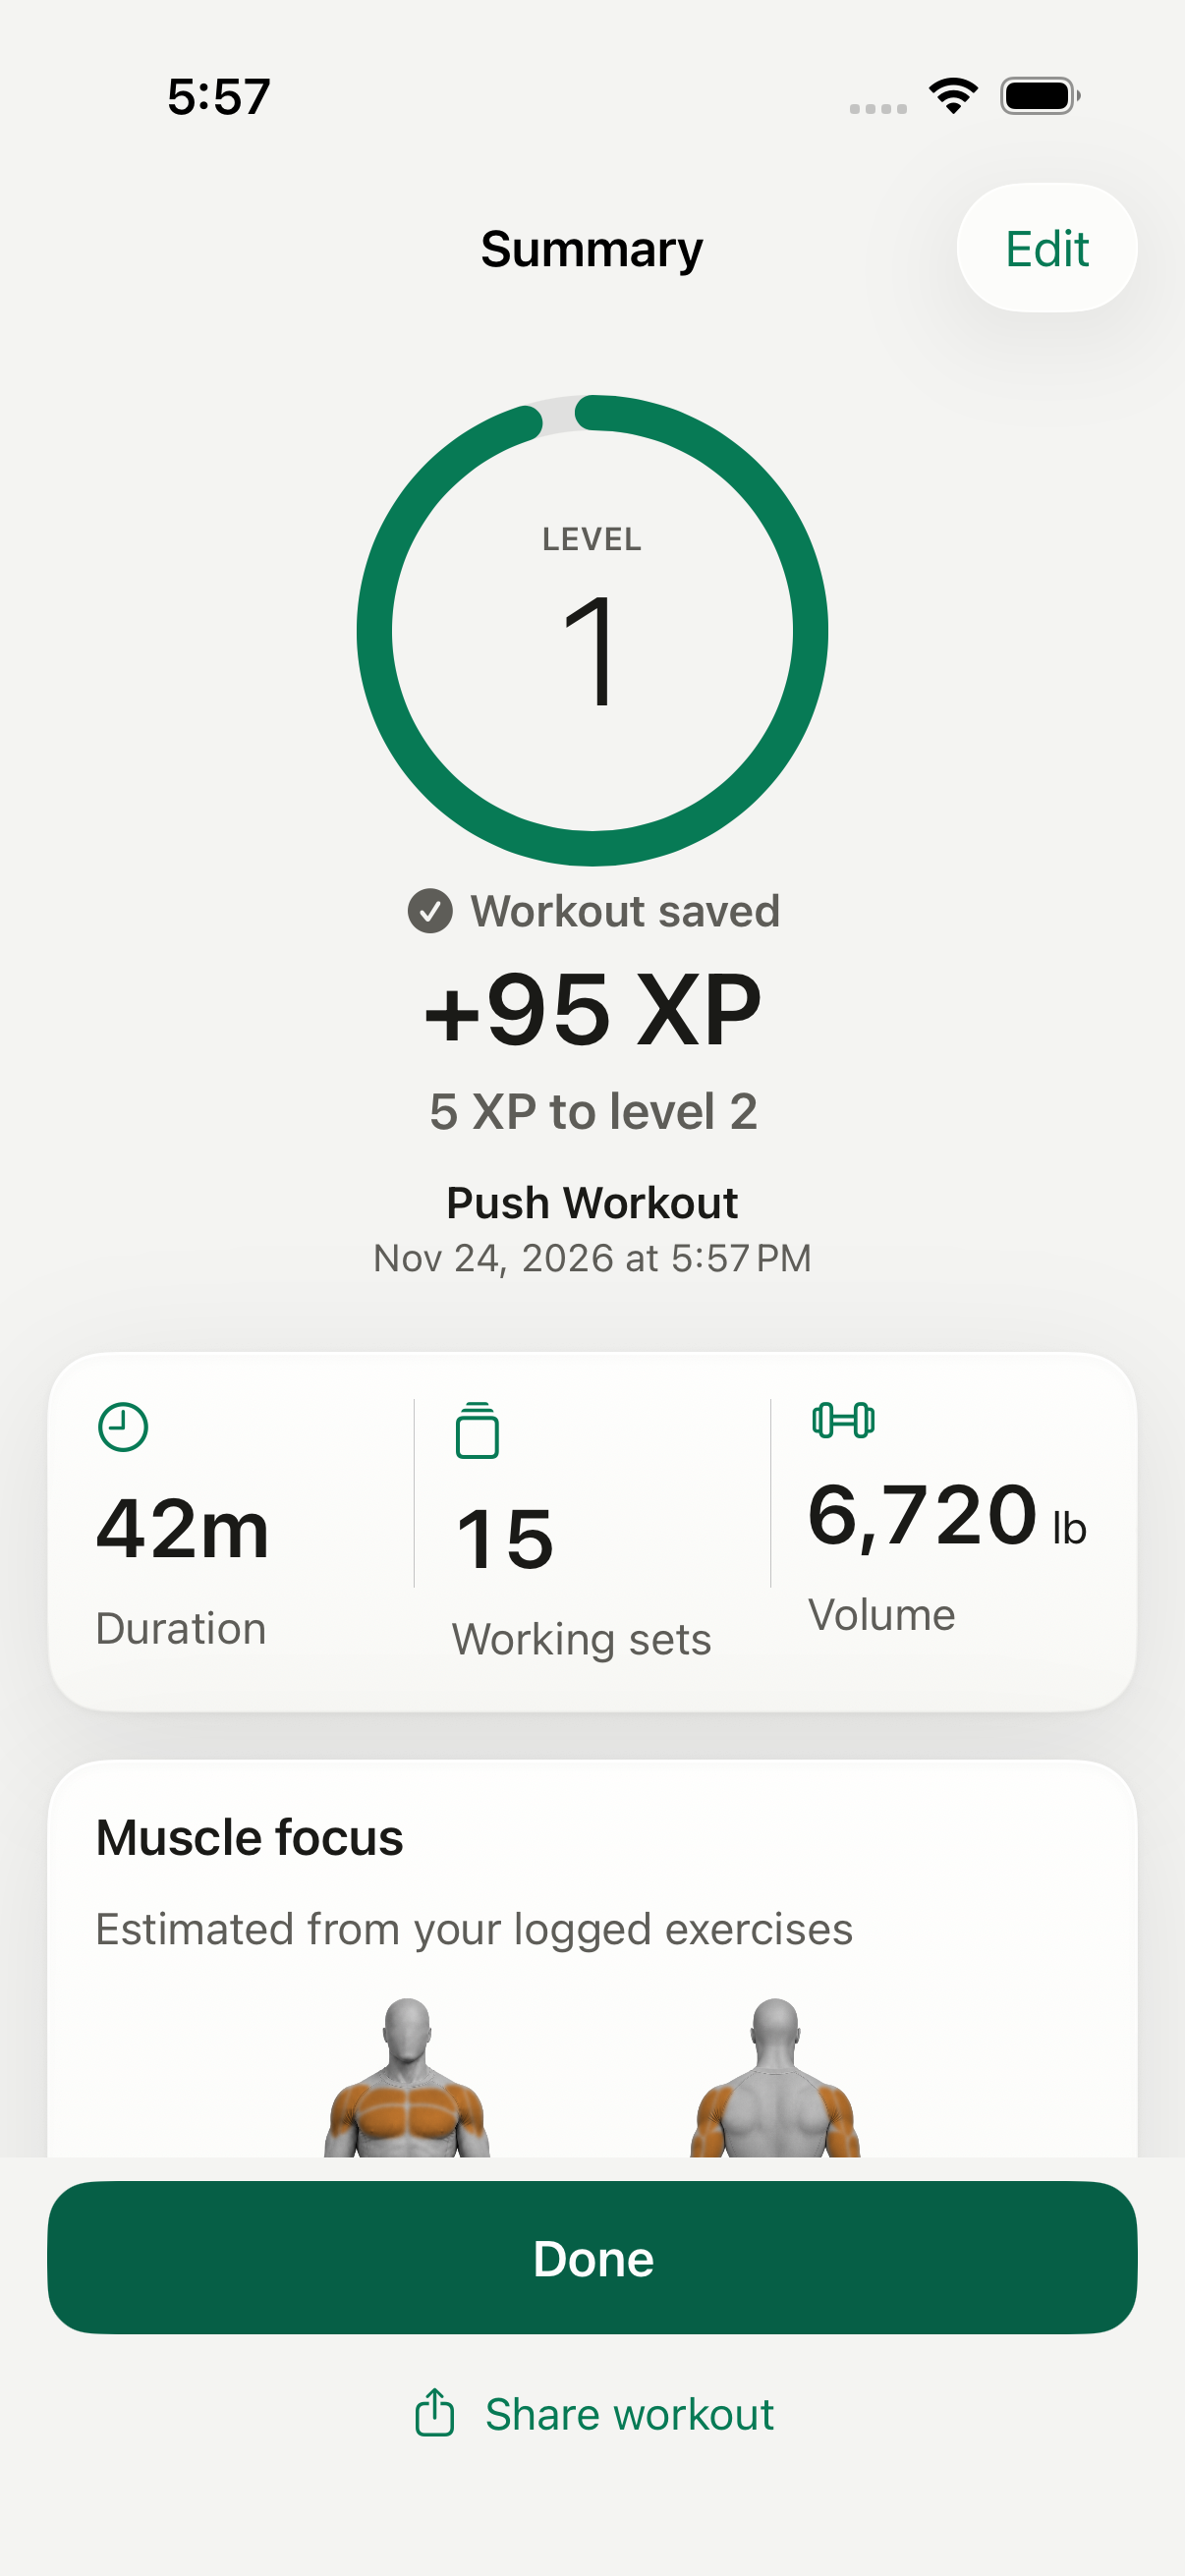 5:57
Summary
Edit
LEVEL
1
Workout saved
+95 XP
5 XP to level 2
Push Workout
Nov 24, 2026 at 5:57 PM
42m
Duration
15
Working sets
6,720 lb
Volume
Muscle focus
Estimated from your logged exercises
Done
Share workout